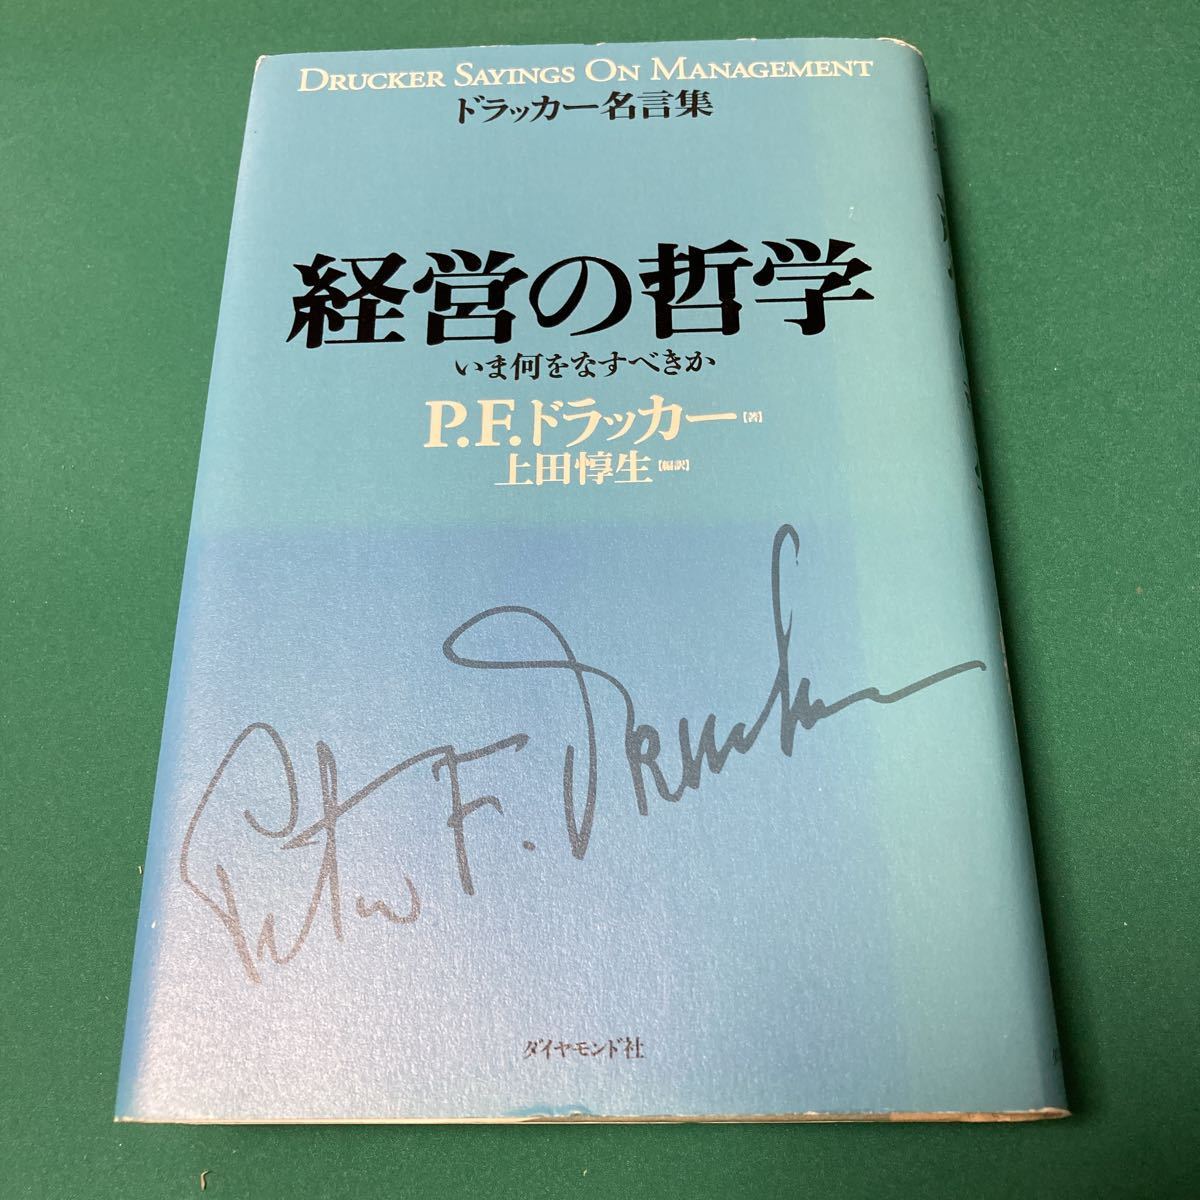 DRUCKER SAYINGS ON MANAGEMENT
ドラッカー名言集
経営の哲学
いま何をなすべきか
P.F.ドラッカー【著】
上田惇生【編訳】
Peter F. Drucker
ダイヤモンド社